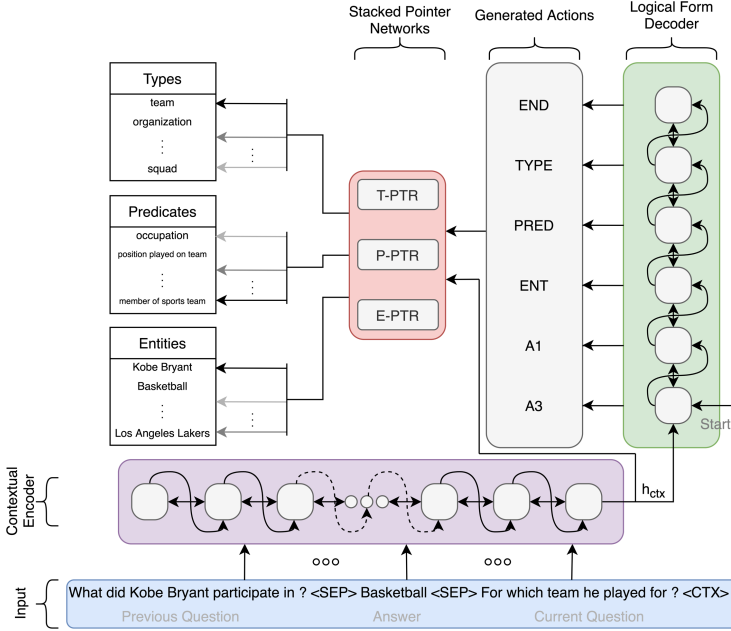 Stacked Pointer
Networks
Generated Actions
Logical Form
Decoder
Types
team
organization
squad
Predicates
occupation
position played on team
member of sports team
Entities
Kobe Bryant
Basketball
Los Angeles Lakers
T-PTR
P-PTR
E-PTR
END
TYPE
PRED
ENT
A1
A3
Start
Contextual
Encoder
hctx
Input
What did Kobe Bryant participate in ? <SEP> Basketball <SEP> For which team he played for ? <CTX>
Previous Question
Answer
Current Question